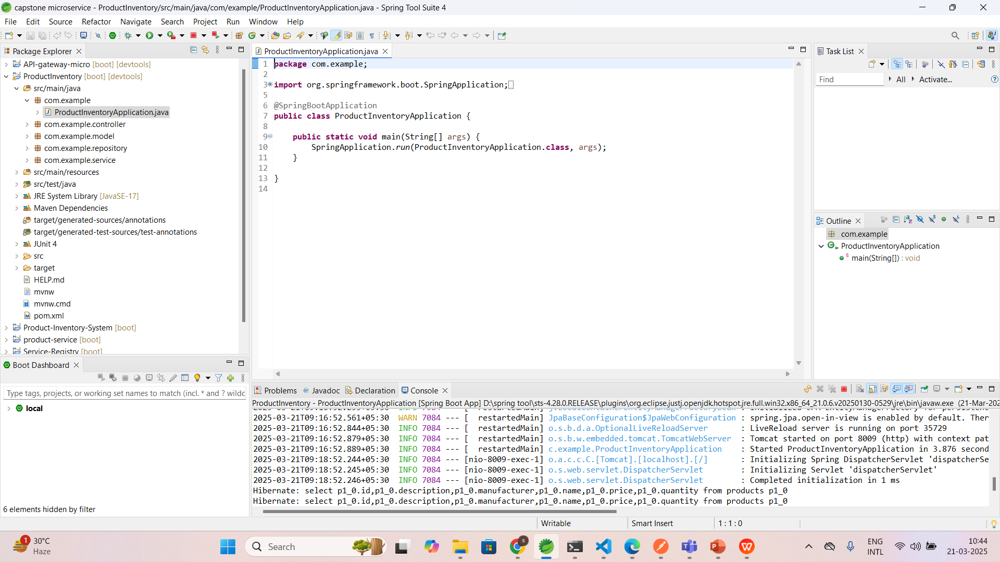 capstone microservice - ProductInventory/src/main/java/com/example/ProductInventoryApplication.java - Spring Tool Suite 4
File Edit Source Refactor Navigate Search Project Run Window Help
Package Explorer
API-gateway-micro [boot] [devtools]
ProductInventory [boot] [devtools]
src/main/java
com.example
ProductInventoryApplication.java
com.example.controller
com.example.model
com.example.repository
com.example.service
src/main/resources
src/test/java
JRE System Library [JavaSE-17]
Maven Dependencies
target/generated-sources/annotations
target/generated-test-sources/test-annotations
JUnit 4
src
target
HELP.md
mvnw
mvnw.cmd
pom.xml
Product-Inventory-System [boot]
product-service [boot]
Service-Registry [boot]
Boot Dashboard
Type tags, projects, or working set names to match (incl. * and ? wildc
local
6 elements hidden by filter
ProductInventoryApplication.java
1 package com.example;
2
3 import org.springframework.boot.SpringApplication;
5
6 @SpringBootApplication
7 public class ProductInventoryApplication {
8
9 public static void main(String[] args) {
10 SpringApplication.run(ProductInventoryApplication.class, args);
11 }
12
13 }
14
Task List
Find All Activate...
Outline
com.example
ProductInventoryApplication
main(String[]) : void
Problems Javadoc Declaration Console
ProductInventory - ProductInventoryApplication [Spring Boot App] D:\spring tool\sts-4.28.0.RELEASE\plugins\org.eclipse.justj.openjdk.hotspot.jre.full.win32.x86_64_21.0.6.v20250130-0529\jre\bin\javaw.exe (21-Mar-202
2025-03-21T09:16:52.561+05:30 WARN 7084 --- [ restartedMain] JpaBaseConfiguration$JpaWebConfiguration : spring.jpa.open-in-view is enabled by default. Ther
2025-03-21T09:16:52.844+05:30 INFO 7084 --- [ restartedMain] o.s.b.d.a.OptionalLiveReloadServer : LiveReload server is running on port 35729
2025-03-21T09:16:52.879+05:30 INFO 7084 --- [ restartedMain] o.s.b.w.embedded.tomcat.TomcatWebServer : Tomcat started on port 8009 (http) with context pat
2025-03-21T09:16:52.889+05:30 INFO 7084 --- [ restartedMain] c.example.ProductInventoryApplication : Started ProductInventoryApplication in 3.876 second
2025-03-21T09:18:52.244+05:30 INFO 7084 --- [nio-8009-exec-1] o.a.c.c.C.[Tomcat].[localhost].[/] : Initializing Spring DispatcherServlet 'dispatcherSe
2025-03-21T09:18:52.245+05:30 INFO 7084 --- [nio-8009-exec-1] o.s.web.servlet.DispatcherServlet : Initializing Servlet 'dispatcherServlet'
2025-03-21T09:18:52.246+05:30 INFO 7084 --- [nio-8009-exec-1] o.s.web.servlet.DispatcherServlet : Completed initialization in 1 ms
Hibernate: select p1_0.id,p1_0.description,p1_0.manufacturer,p1_0.name,p1_0.price,p1_0.quantity from products p1_0
Hibernate: select p1_0.id,p1_0.description,p1_0.manufacturer,p1_0.name,p1_0.price,p1_0.quantity from products p1_0
Writable Smart Insert 1 : 1 : 0
1
30°C
Haze
Search
ENG
INTL
10:44
21-03-2025